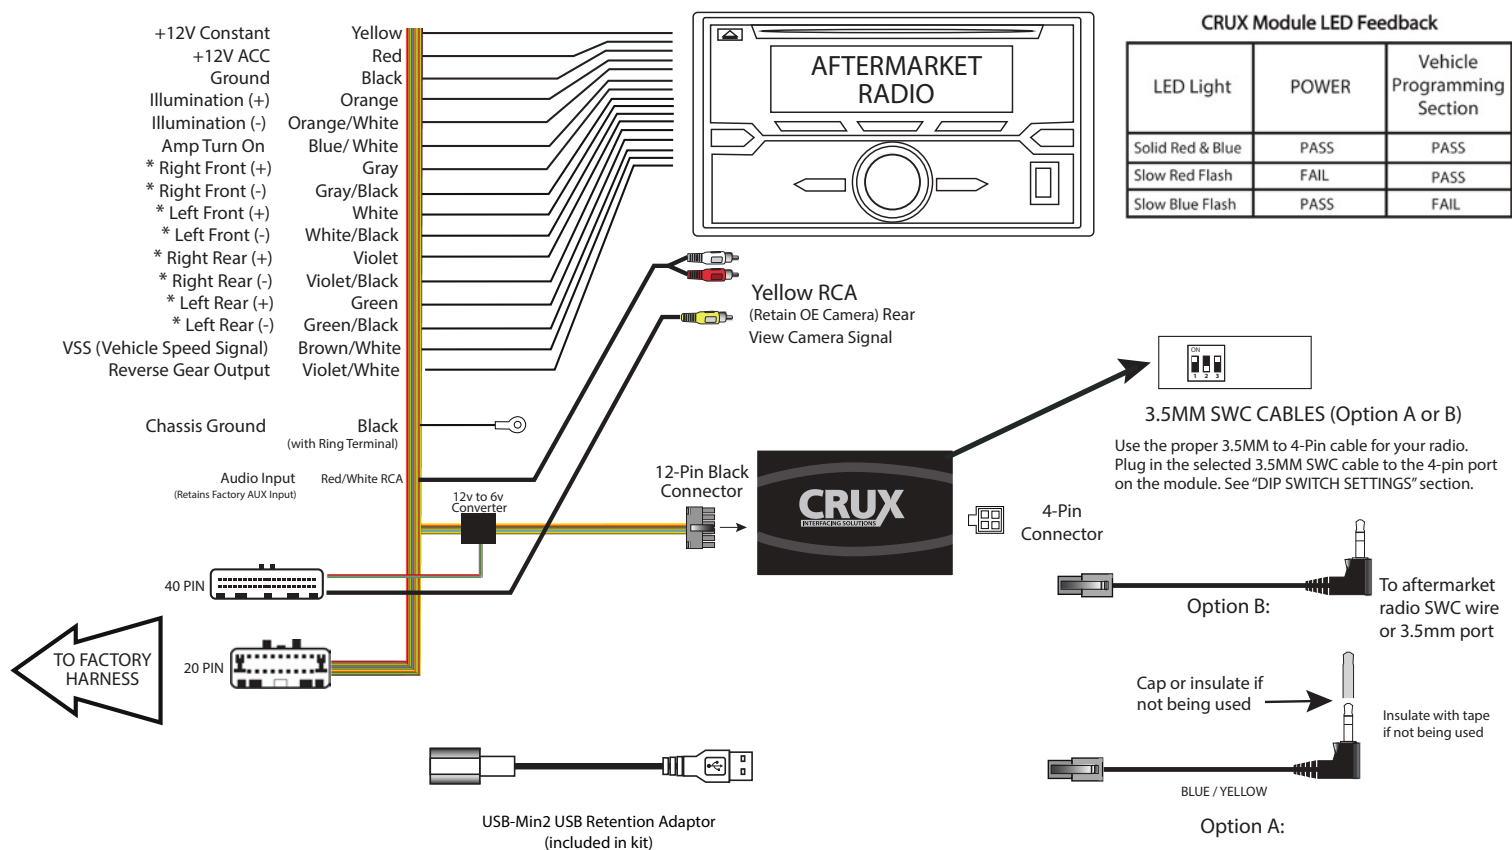 +12V Constant Yellow
+12V ACC Red
Ground Black
Illumination (+) Orange
Illumination (-) Orange/White
Amp Turn On Blue/ White
* Right Front (+) Gray
* Right Front (-) Gray/Black
* Left Front (+) White
* Left Front (-) White/Black
* Right Rear (+) Violet
* Right Rear (-) Violet/Black
* Left Rear (+) Green
* Left Rear (-) Green/Black
VSS (Vehicle Speed Signal) Brown/White
Reverse Gear Output Violet/White
Chassis Ground Black
(with Ring Terminal)
Audio Input Red/White RCA
(Retains Factory AUX Input)
AFTERMARKET
RADIO
CRUX Module LED Feedback
LED Light POWER Vehicle
Programming
Section
Solid Red & Blue PASS PASS
Slow Red Flash FAIL PASS
Slow Blue Flash PASS FAIL
Yellow RCA
(Retain OE Camera) Rear
View Camera Signal
ON
1 2 3
3.5MM SWC CABLES (Option A or B)
Use the proper 3.5MM to 4-Pin cable for your radio.
Plug in the selected 3.5MM SWC cable to the 4-pin port
on the module. See “DIP SWITCH SETTINGS” section.
12v to 6v
Converter
12-Pin Black
Connector
CRUX
INTERFACING SOLUTIONS
4-Pin
Connector
40 PIN
20 PIN
TO FACTORY
HARNESS
Option B:
To aftermarket
radio SWC wire
or 3.5mm port
Cap or insulate if
not being used
Insulate with tape
if not being used
BLUE / YELLOW
Option A:
USB-Min2 USB Retention Adaptor
(included in kit)